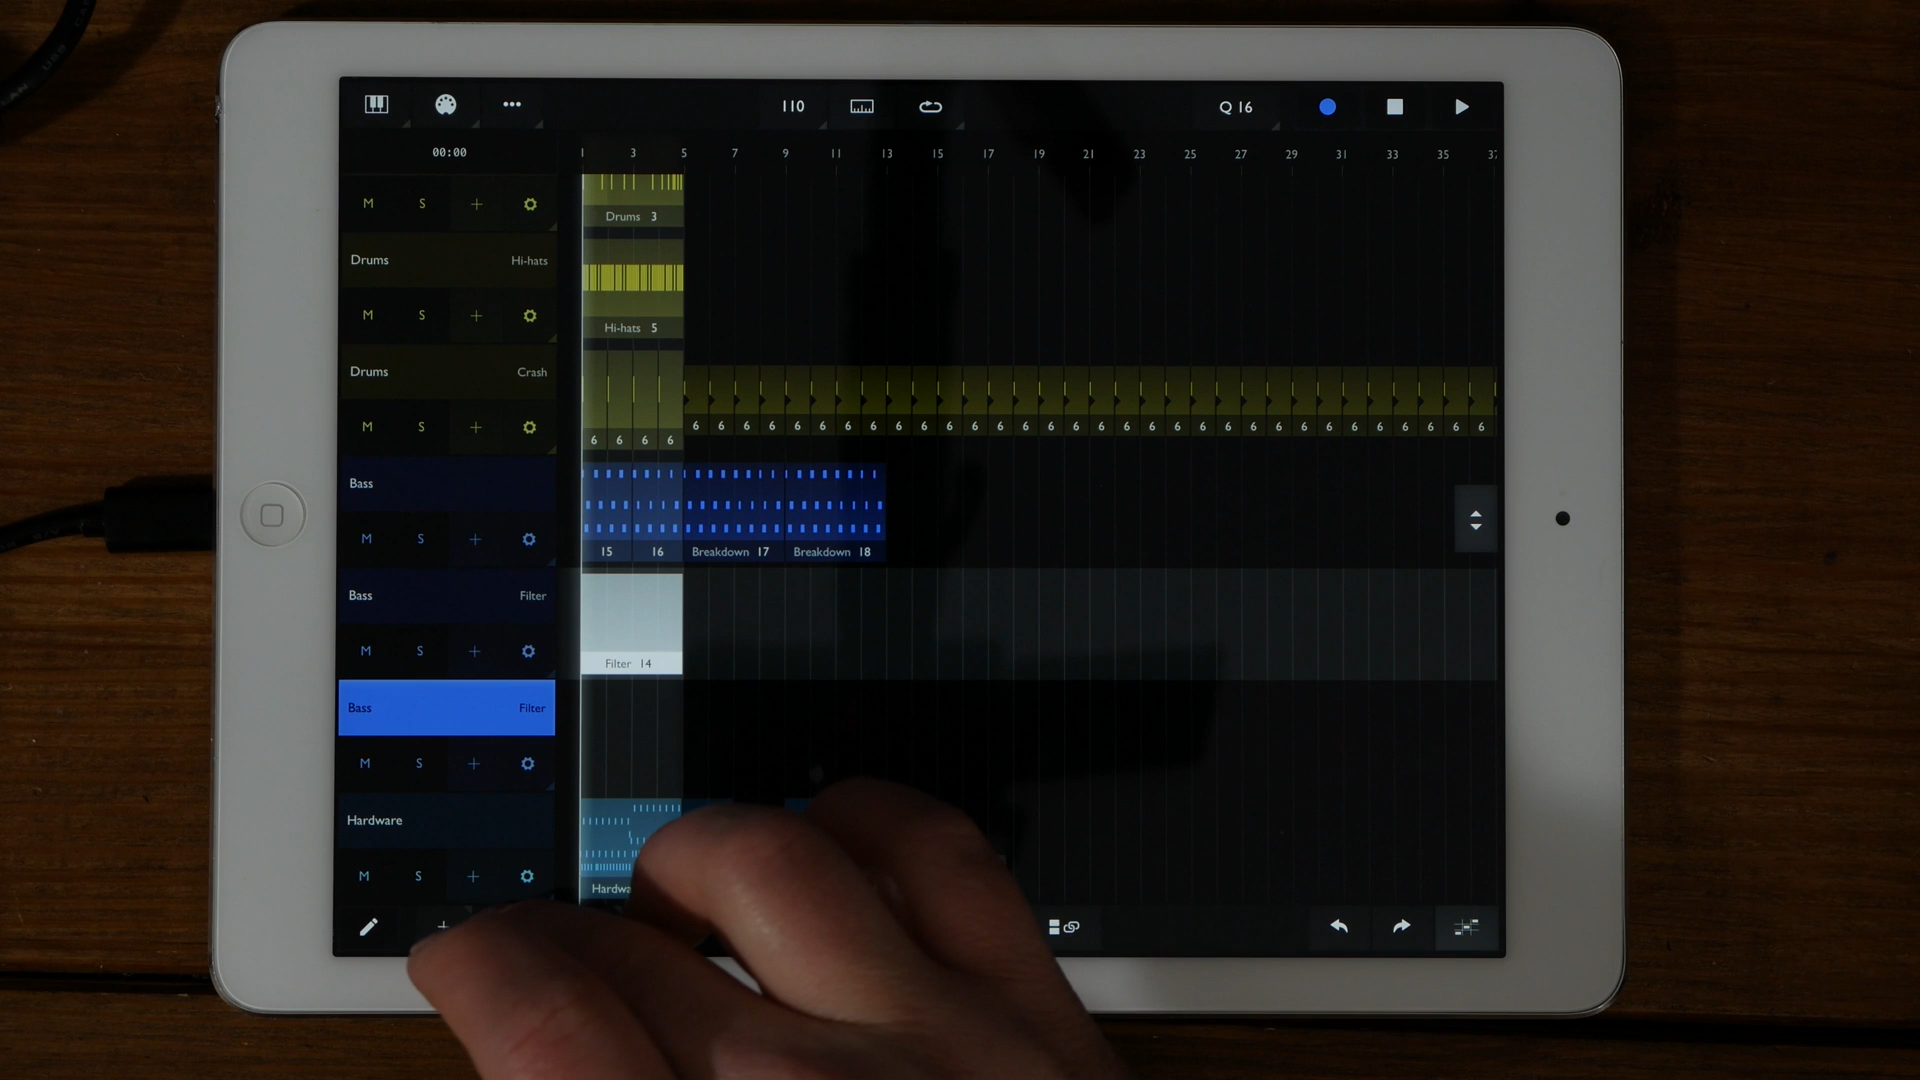 110 Q 16
00:00 1 3 5 7 9 11 13 15 17 19 21 23 25 27 29 31 33 35 37
M S
Drums 3
Drums Hi-hats
M S
Hi-hats 5
Drums Crash
M S
6 6 6 6 6 6 6 6 6 6 6 6 6 6 6 6 6 6 6 6 6 6 6 6 6 6 6 6 6 6 6 6 6 6 6 6
Bass
M S
15 16 Breakdown 17 Breakdown 18
Bass Filter
M S
Filter 14
Bass Filter
M S
Hardware
M S